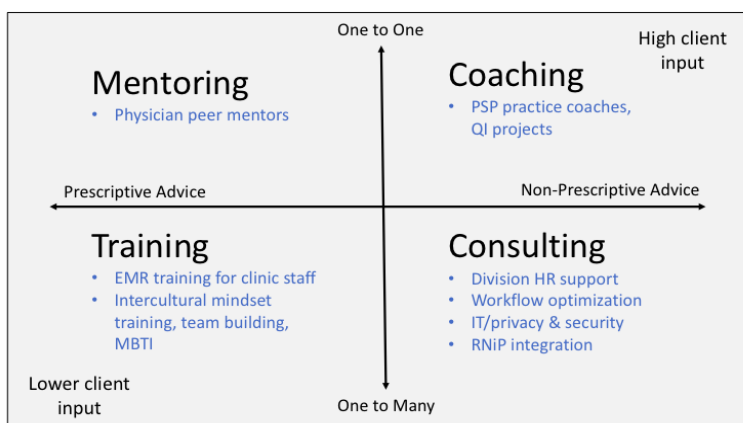 One to One
High client
input
Mentoring
• Physician peer mentors
Coaching
• PSP practice coaches,
QI projects
Prescriptive Advice
Non-Prescriptive Advice
Training
• EMR training for clinic staff
• Intercultural mindset
training, team building,
MBTI
Consulting
• Division HR support
• Workflow optimization
• IT/privacy & security
• RNiP integration
Lower client
input
One to Many